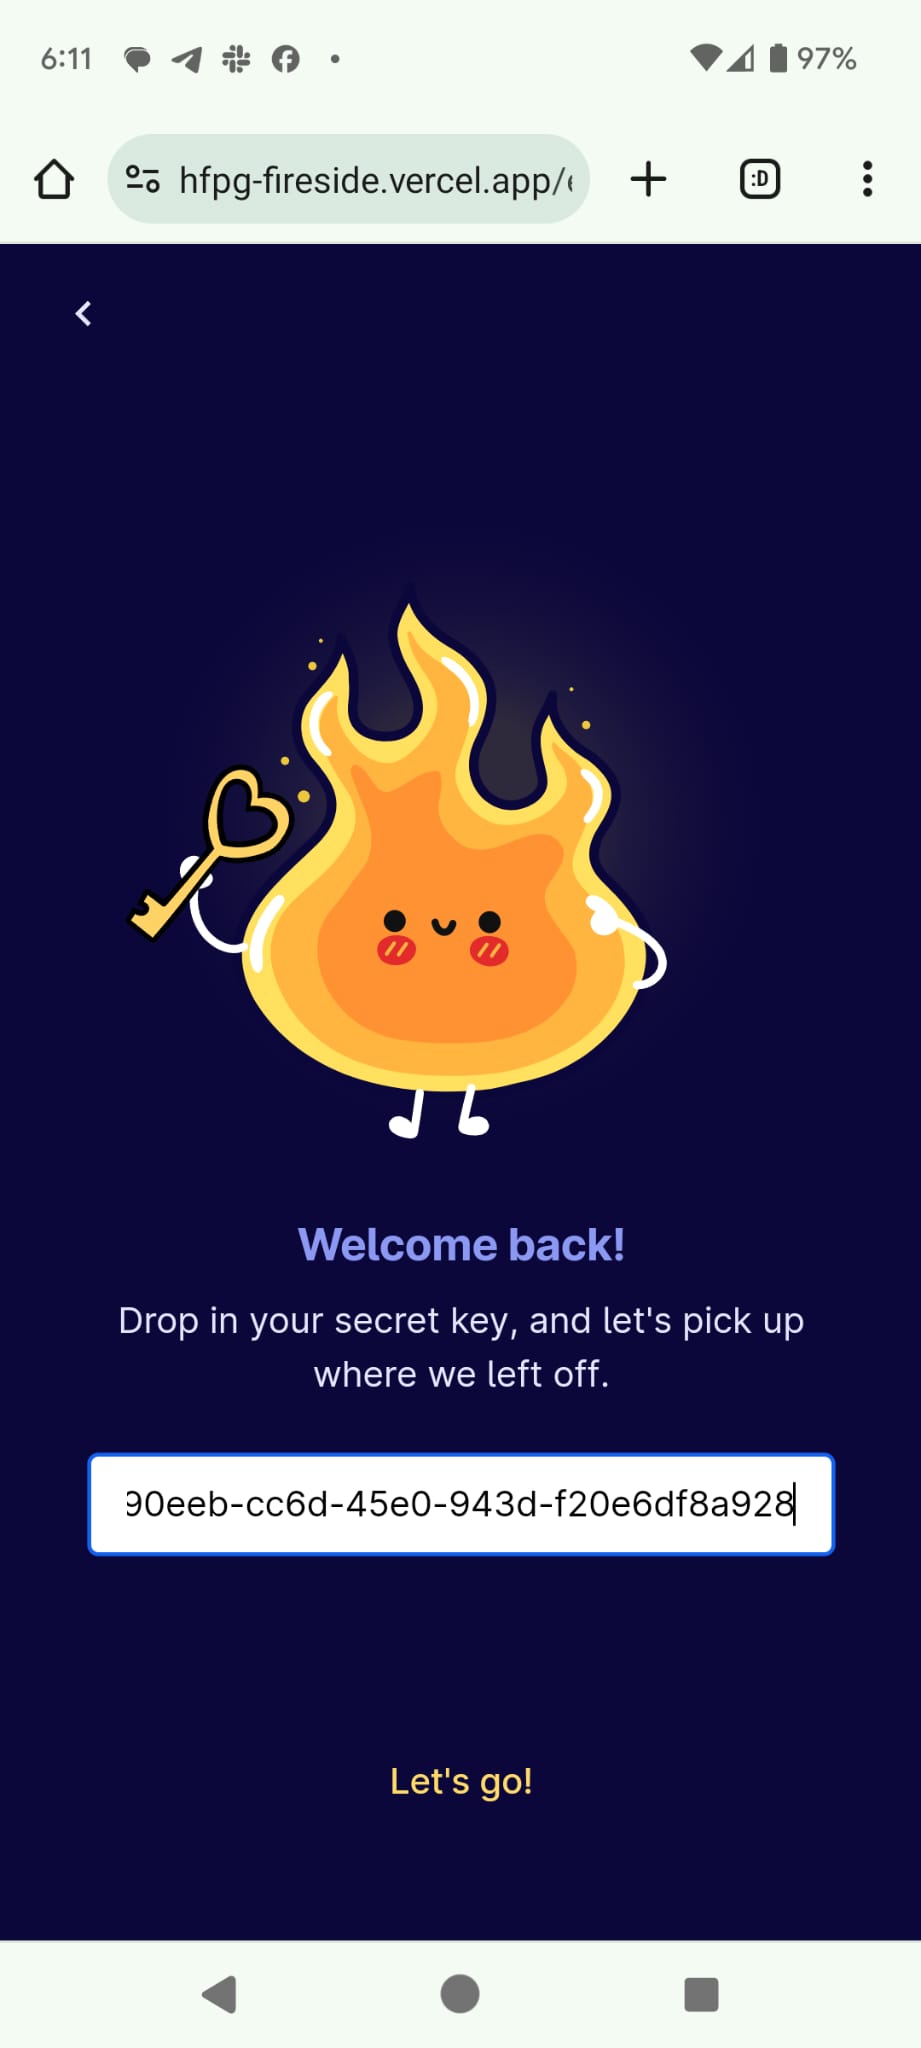 6:11
97%
hfpg-fireside.vercel.app/
:D
Welcome back!
Drop in your secret key, and let's pick up
where we left off.
90eeb-cc6d-45e0-943d-f20e6df8a928
Let's go!